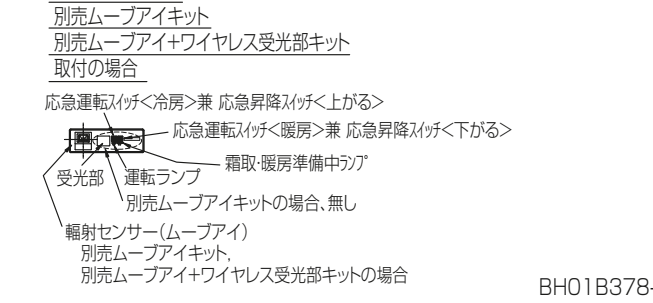 別売ムーブアイキット
別売ムーブアイ+ワイヤレス受光部キット
取付の場合
応急運転スイッチ<冷房>兼 応急昇降スイッチ<上がる>
応急運転スイッチ<暖房>兼 応急昇降スイッチ<下がる>
霜取・暖房準備中ランプ
受光部
運転ランプ
別売ムーブアイキットの場合、無し
輻射センサー(ムーブアイ)
別売ムーブアイキット,
別売ムーブアイ+ワイヤレス受光部キットの場合
BH01B378-